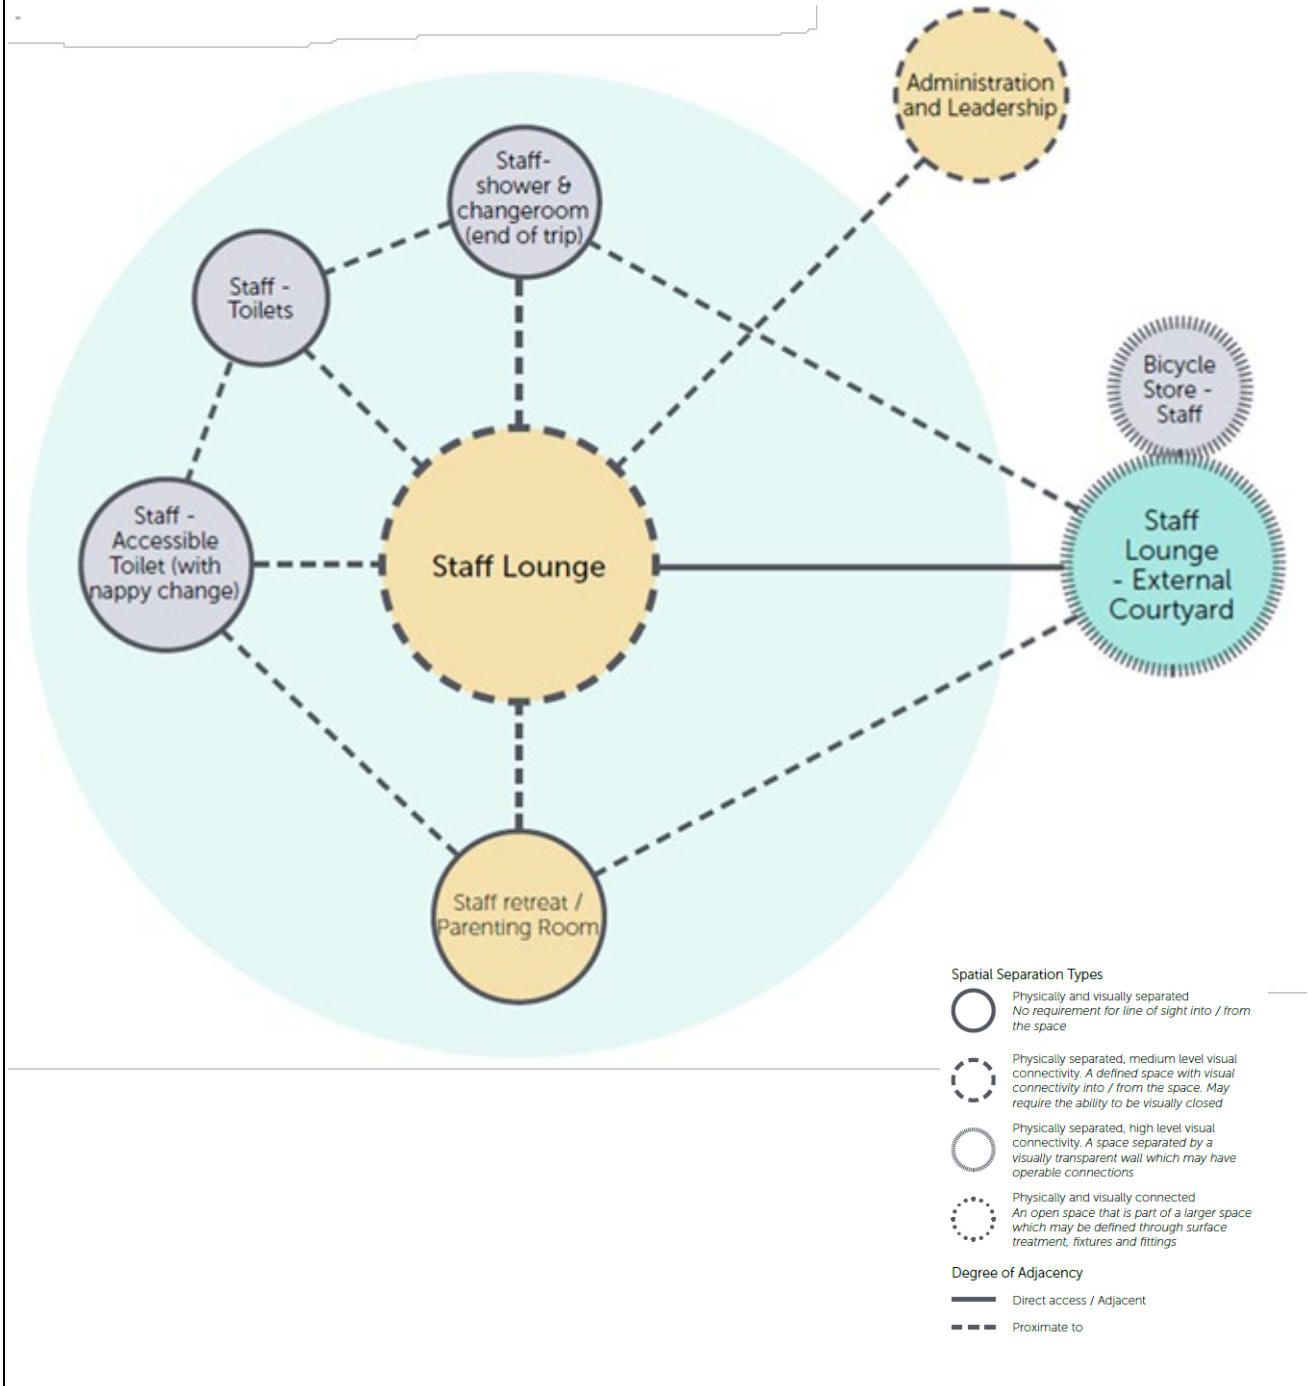 Administration
and Leadership
Staff-
shower &
changeroom
(end of trip)
Staff -
Toilets
Bicycle
Store -
Staff
Staff -
Accessible
Toilet (with
nappy change)
Staff Lounge
Staff
Lounge
- External
Courtyard
Staff retreat /
Parenting Room
Spatial Separation Types
Physically and visually separated
No requirement for line of sight into / from
the space
Physically separated, medium level visual
connectivity. A defined space with visual
connectivity into / from the space. May
require the ability to be visually closed
Physically separated, high level visual
connectivity. A space separated by a
visually transparent wall which may have
operable connections
Physically and visually connected
An open space that is part of a larger space
which may be defined through surface
treatment, fixtures and fittings
Degree of Adjacency
Direct access / Adjacent
Proximate to